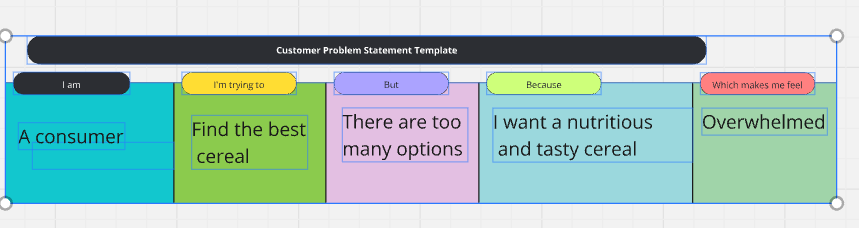 Customer Problem Statement Template
I am
I'm trying to
But
Because
Which makes me feel
A consumer
Find the best
cereal
There are too
many options
I want a nutritious
and tasty cereal
Overwhelmed